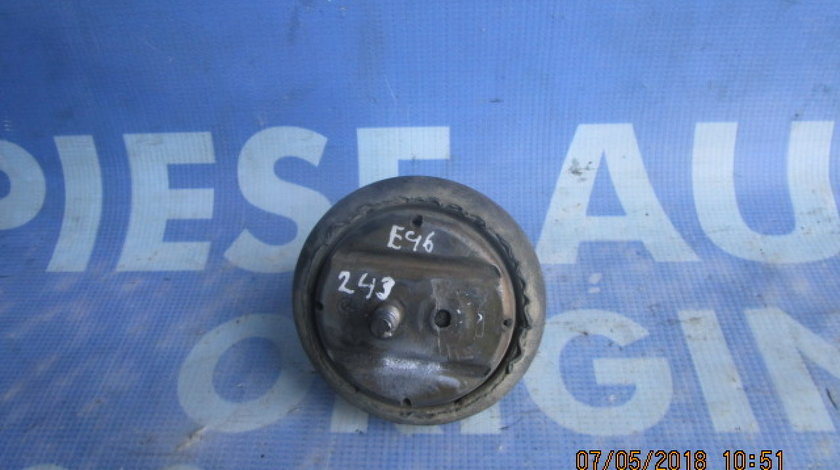 PIESE AU
E46
243
ORIGIN
07/05/2018 10:51